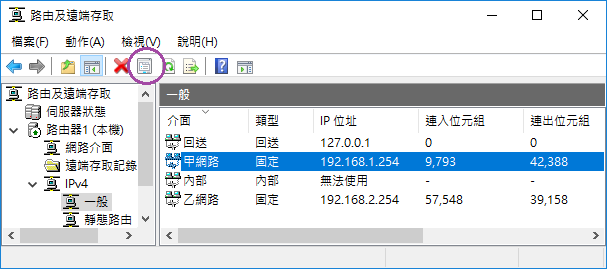 路由及遠端存取
檔案(F) 動作(A) 檢視(V) 說明(H)
路由及遠端存取
伺服器狀態
路由器1 (本機)
網路介面
遠端存取記錄
IPv4
一般
靜態路由
一般
介面 類型 IP 位址 連入位元組 連出位元組
回送 固定 127.0.0.1 0 0
甲網路 固定 192.168.1.254 9,793 42,388
內部 內部 無法使用 - -
乙網路 固定 192.168.2.254 57,548 39,158